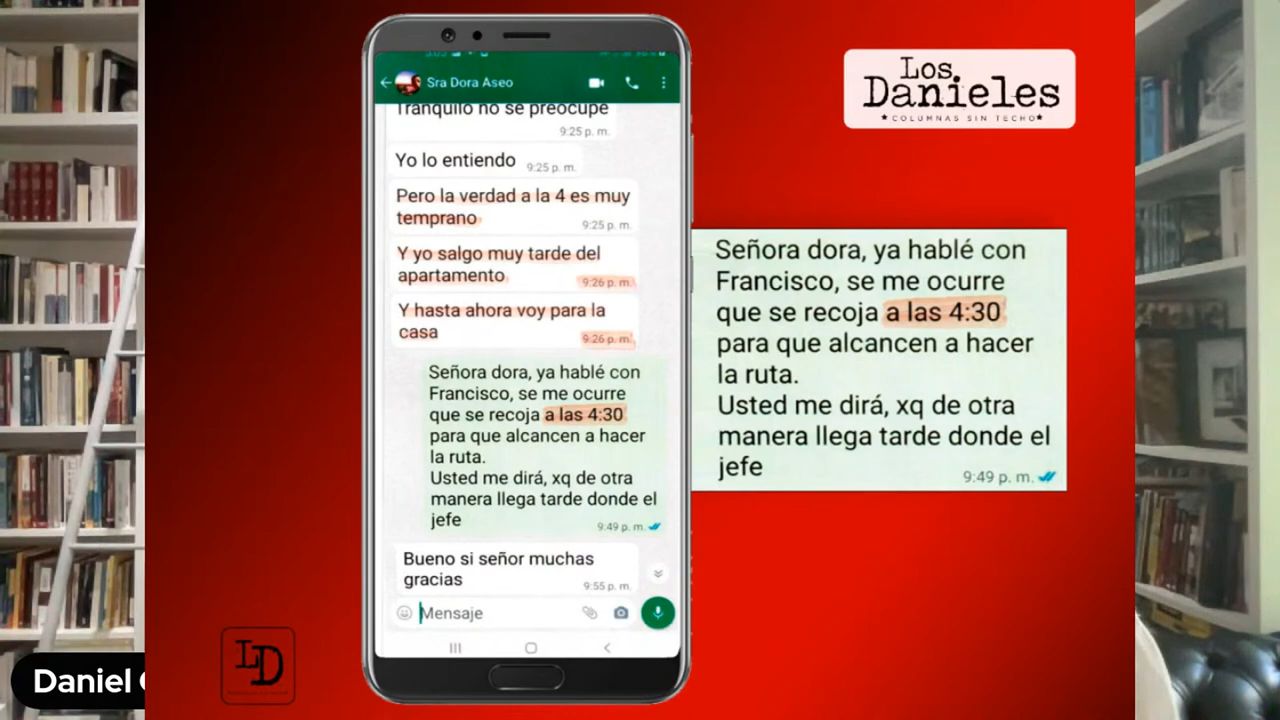 Sra Dora Aseo
Tranquilo no se preocupe
9:25 p. m.
Yo lo entiendo
9:25 p. m.
Pero la verdad a la 4 es muy
temprano
9:25 p. m.
Y yo salgo muy tarde del
apartamento
9:26 p. m.
Y hasta ahora voy para la
casa
9:26 p. m.
Señora dora, ya hablé con
Francisco, se me ocurre
que se recoja a las 4:30
para que alcancen a hacer
la ruta.
Usted me dirá, xq de otra
manera llega tarde donde el
jefe
9:49 p. m.
Bueno si señor muchas
gracias
9:55 p. m.
Mensaje
Los
Danieles
COLUMNAS SIN TECHO
Señora dora, ya hablé con
Francisco, se me ocurre
que se recoja a las 4:30
para que alcancen a hacer
la ruta.
Usted me dirá, xq de otra
manera llega tarde donde el
jefe
9:49 p. m.
LD
Daniel